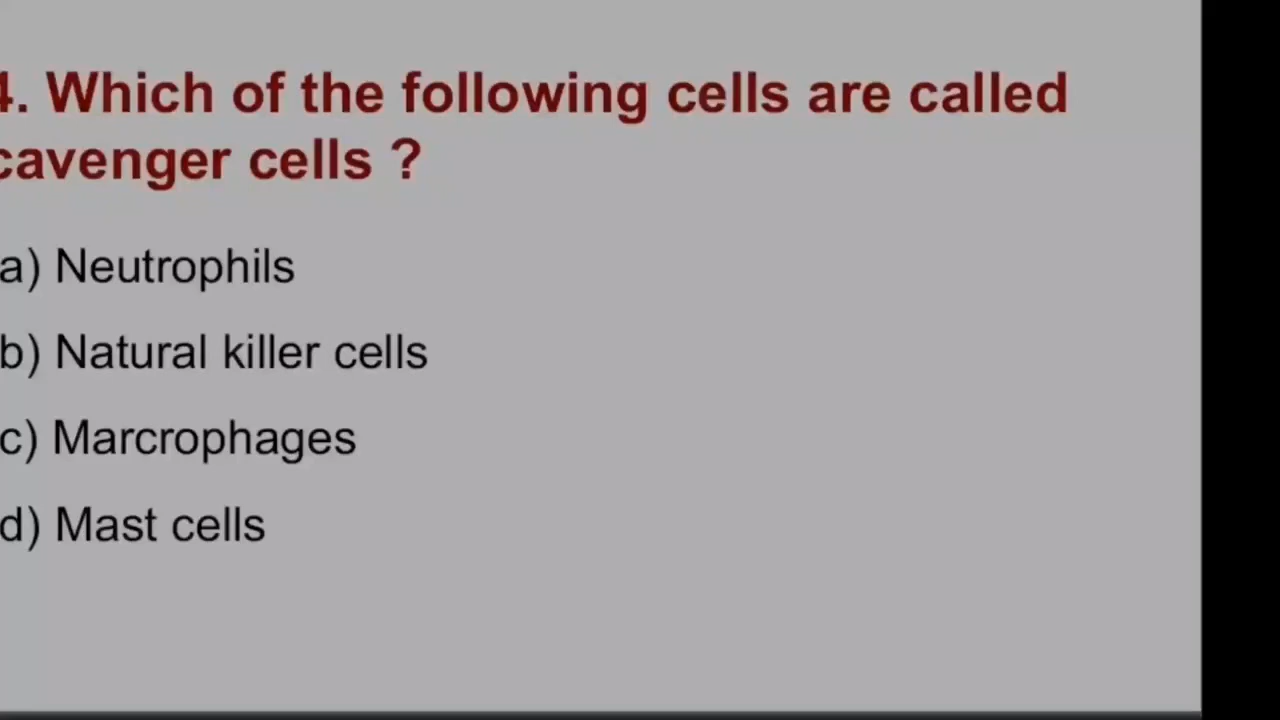 4. Which of the following cells are called
cavenger cells ?
a) Neutrophils
b) Natural killer cells
c) Marcrophages
d) Mast cells